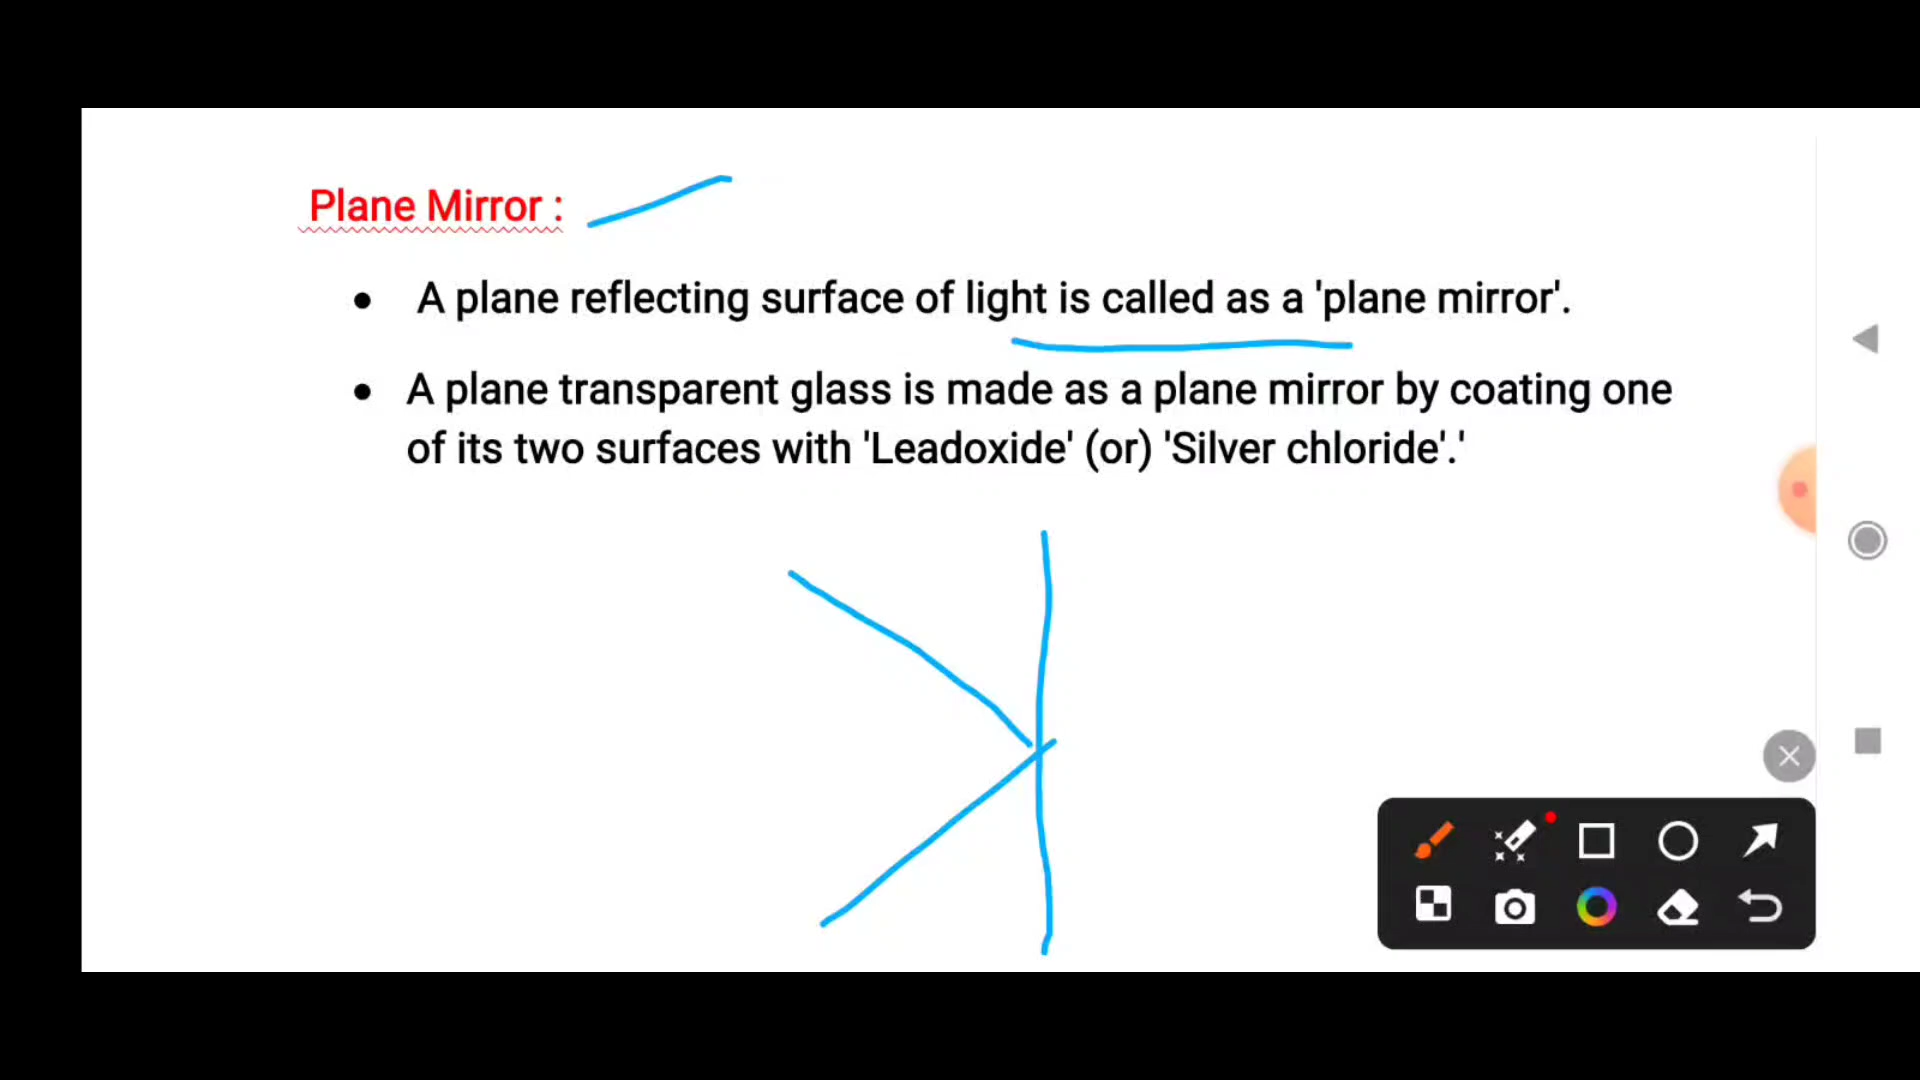 Plane Mirror :
• A plane reflecting surface of light is called as a 'plane mirror'.
• A plane transparent glass is made as a plane mirror by coating one
of its two surfaces with 'Leadoxide' (or) 'Silver chloride'.'